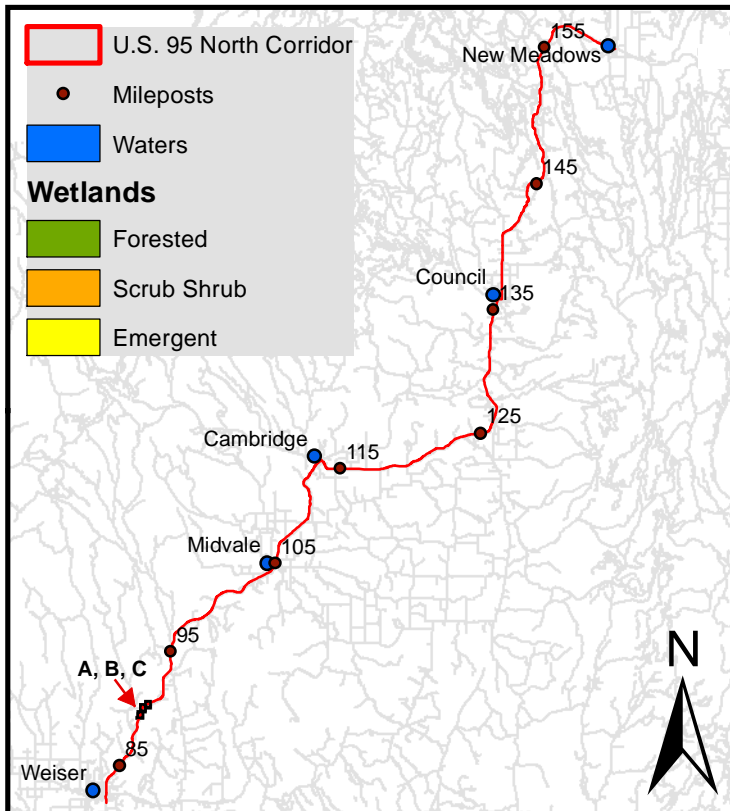 U.S. 95 North Corridor
Mileposts
Waters
Wetlands
Forested
Scrub Shrub
Emergent
155
New Meadows
145
Council
135
125
Cambridge
115
Midvale
105
95
A, B, C
85
Weiser
N